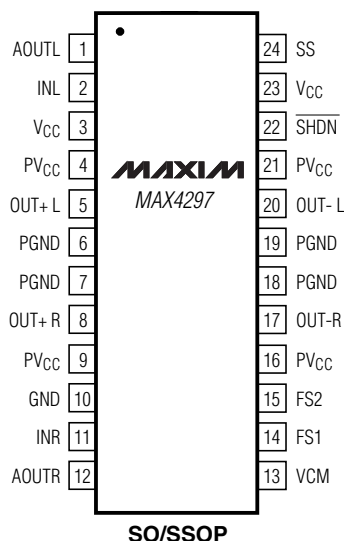 AOUTL 1
INL 2
VCC 3
PVCC 4
OUT+ L 5
PGND 6
PGND 7
OUT+ R 8
PVCC 9
GND 10
INR 11
AOUTR 12
MAXIM
MAX4297
24 SS
23 VCC
22 SHDN
21 PVCC
20 OUT- L
19 PGND
18 PGND
17 OUT-R
16 PVCC
15 FS2
14 FS1
13 VCM
SO/SSOP